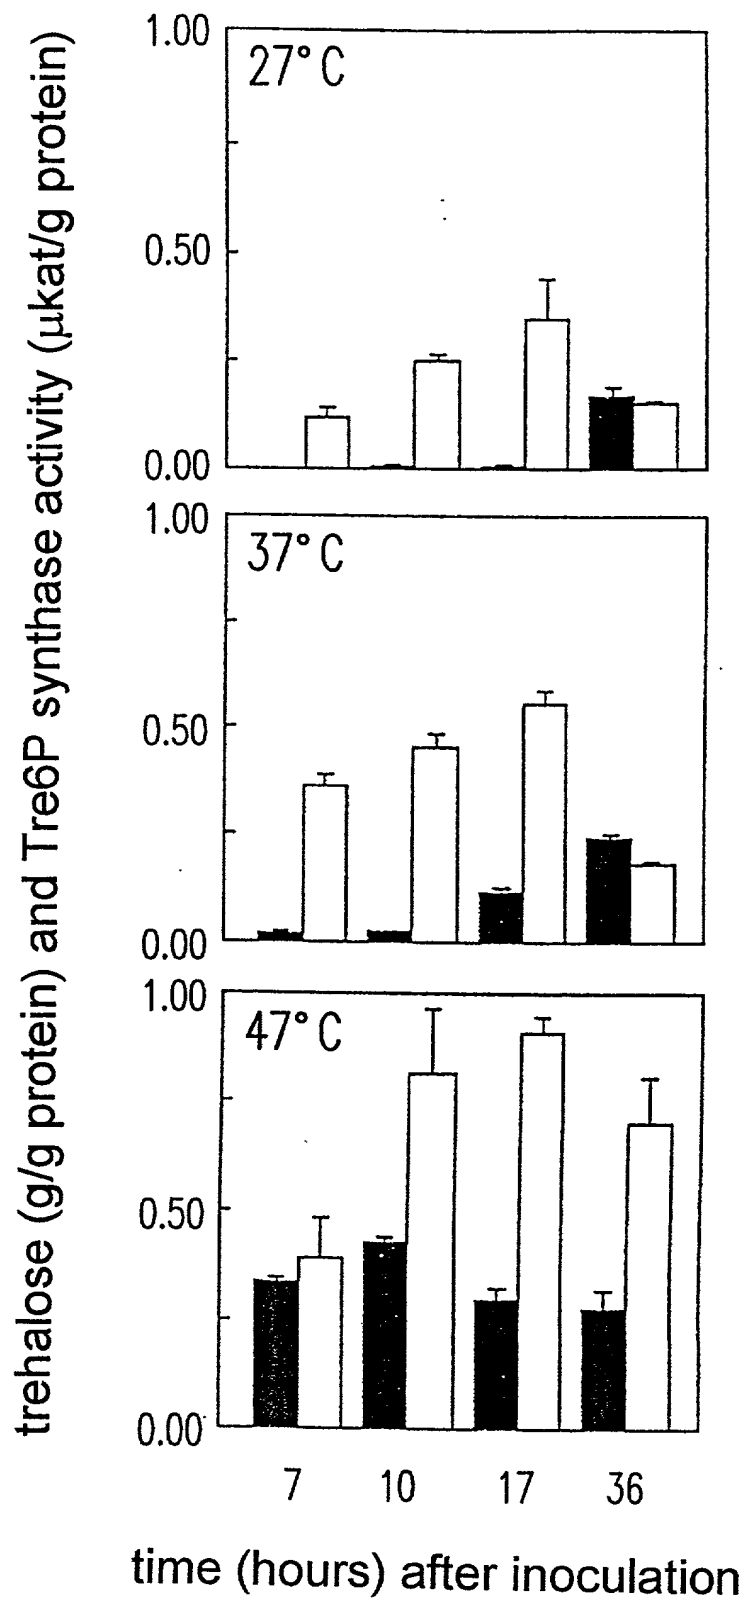 trehalose (g/g protein) and Tre6P synthase activity (µkat/g protein)
1.00
27°C
0.50
0.00
1.00
37°C
0.50
0.00
1.00
47°C
0.50
0.00
7 10 17 36
time (hours) after inoculation